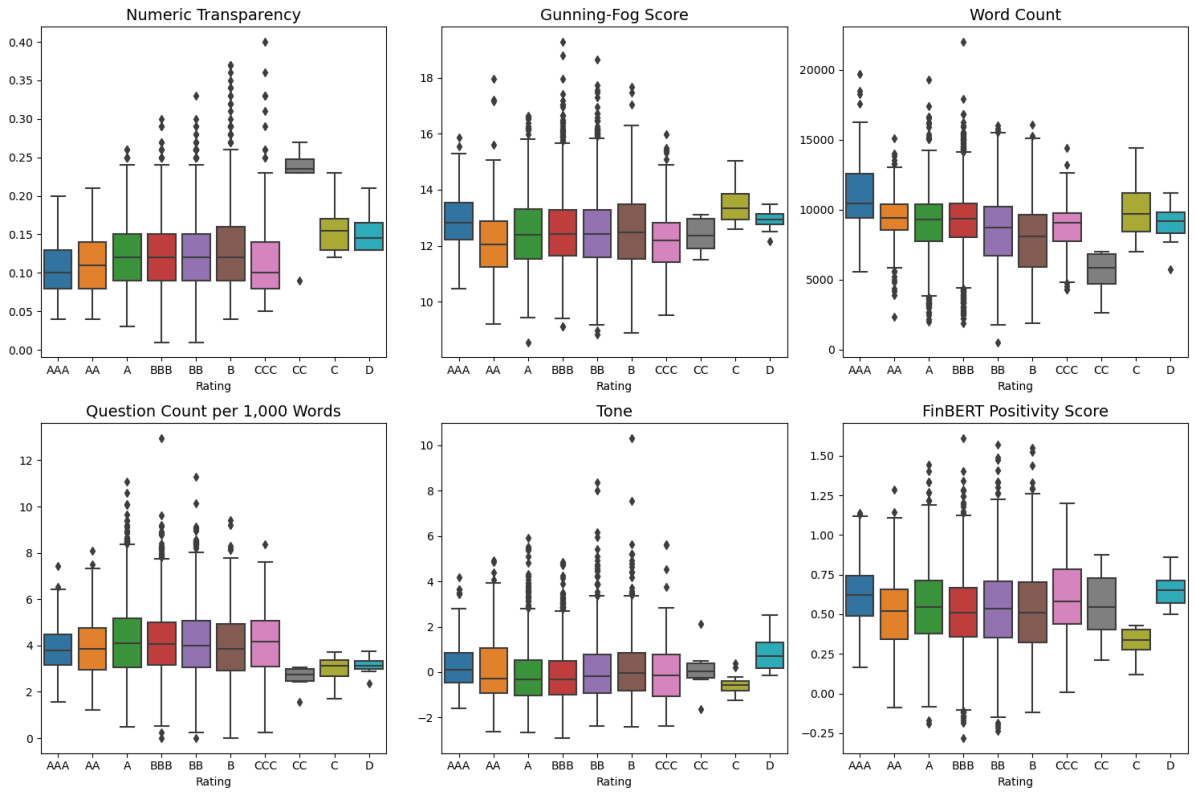 Numeric Transparency
0.40
0.35
0.30
0.25
0.20
0.15
0.10
0.05
0.00
AAA AA A BBB BB B CCC CC C D
Rating
Gunning-Fog Score
18
16
14
12
10
AAA AA A BBB BB B CCC CC C D
Rating
Word Count
20000
15000
10000
5000
0
AAA AA A BBB BB B CCC CC C D
Rating
Question Count per 1,000 Words
12
10
8
6
4
2
0
AAA AA A BBB BB B CCC CC C D
Rating
Tone
10
8
6
4
2
0
−2
AAA AA A BBB BB B CCC CC C D
Rating
FinBERT Positivity Score
1.50
1.25
1.00
0.75
0.50
0.25
0.00
−0.25
AAA AA A BBB BB B CCC CC C D
Rating